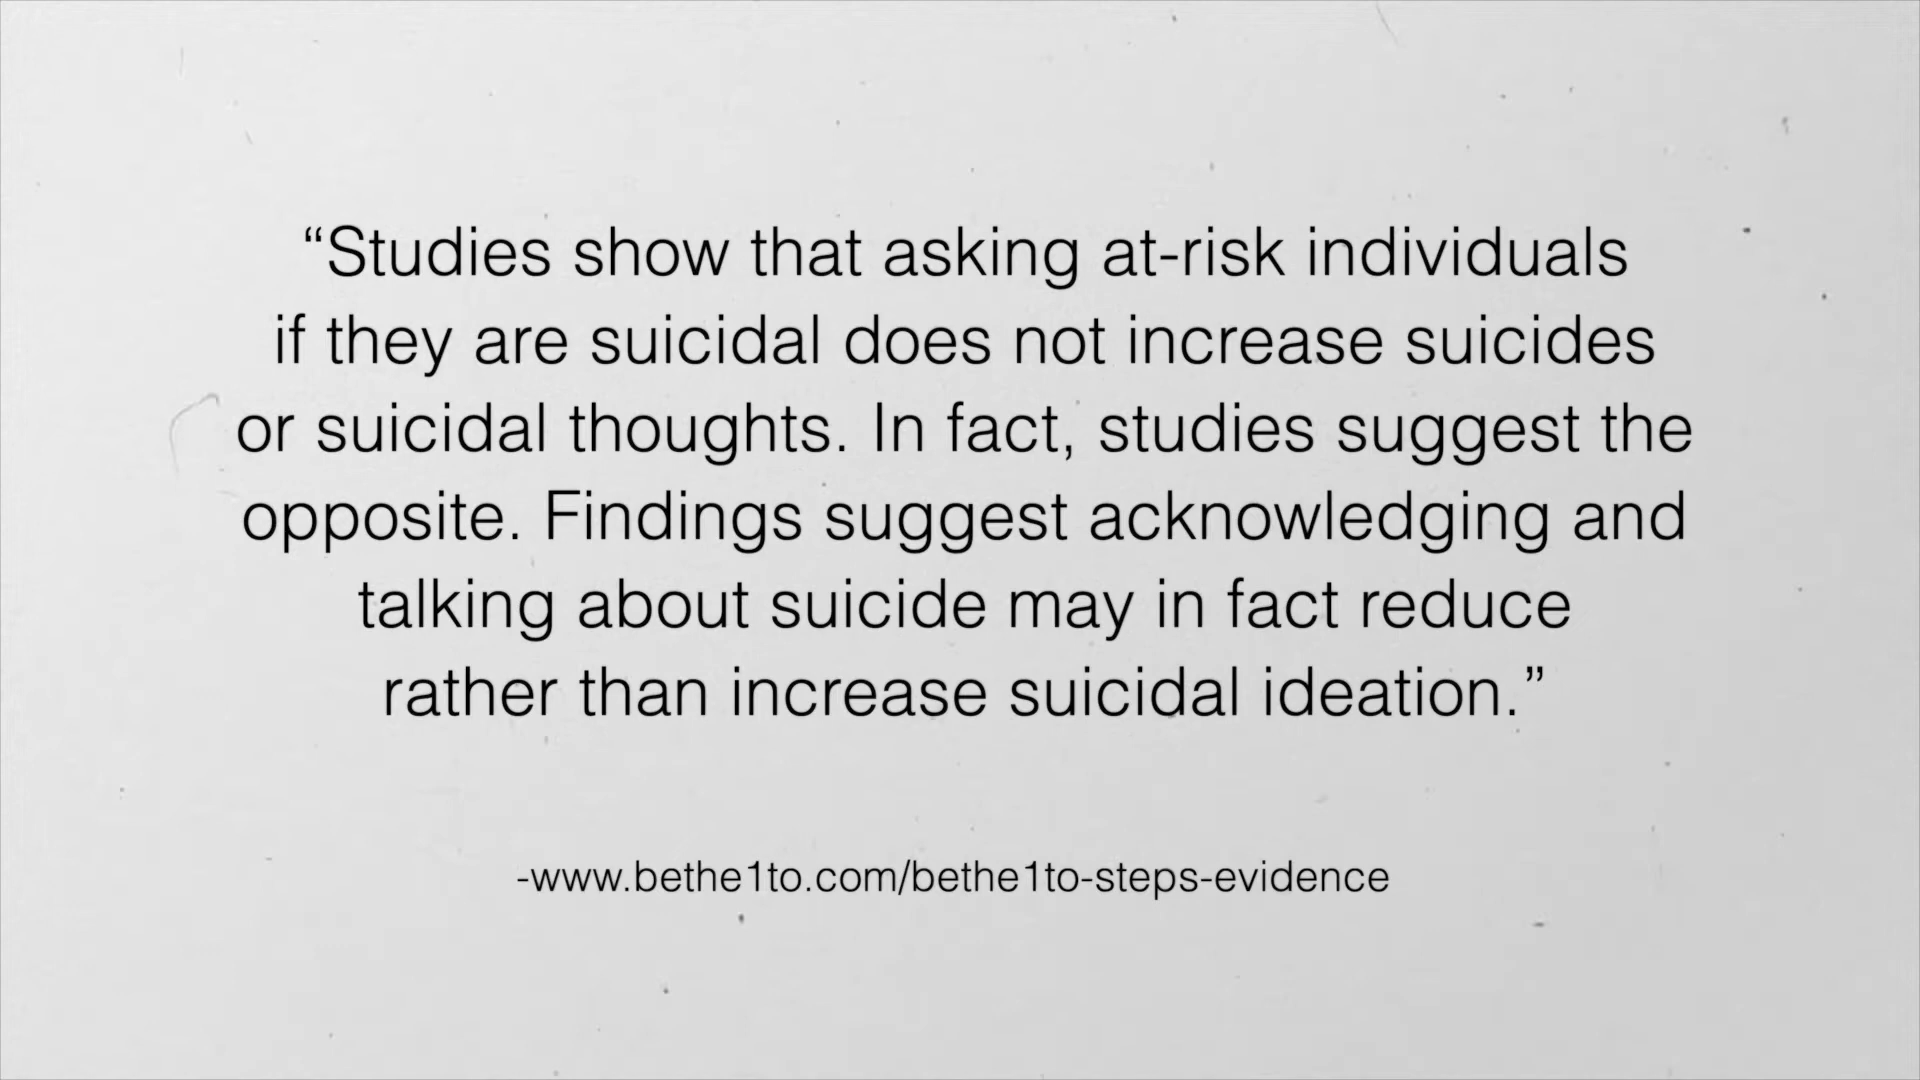 “Studies show that asking at-risk individuals
if they are suicidal does not increase suicides
or suicidal thoughts. In fact, studies suggest the
opposite. Findings suggest acknowledging and
talking about suicide may in fact reduce
rather than increase suicidal ideation.”
-www.bethe1to.com/bethe1to-steps-evidence